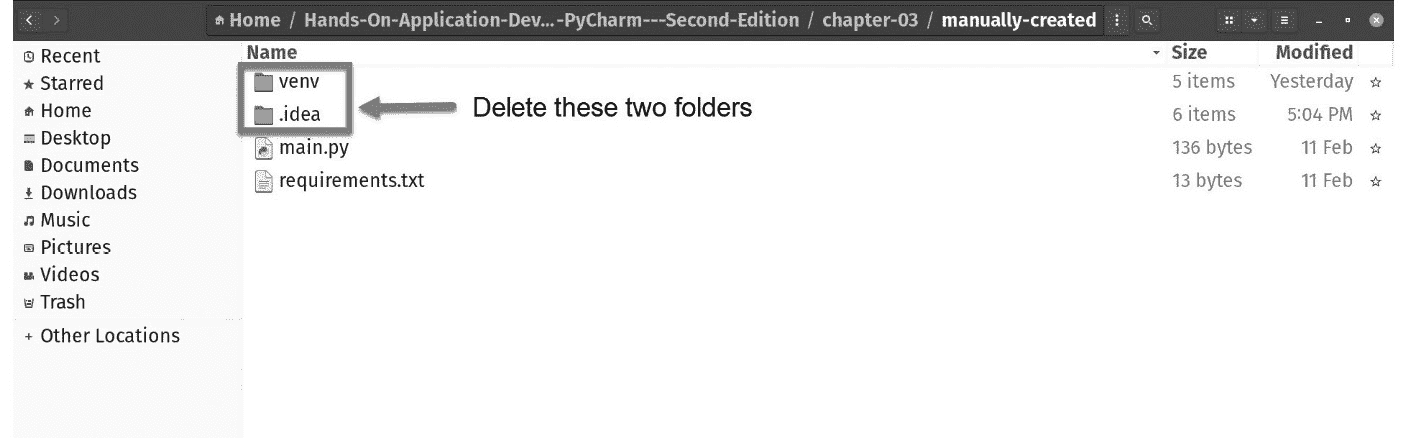 Home / Hands-On-Application-Dev...-PyCharm---Second-Edition / chapter-03 / manually-created
Recent
Starred
Home
Desktop
Documents
Downloads
Music
Pictures
Videos
Trash
+ Other Locations
Name Size Modified
venv 5 items Yesterday
.idea 6 items 5:04 PM
Delete these two folders
main.py 136 bytes 11 Feb
requirements.txt 13 bytes 11 Feb